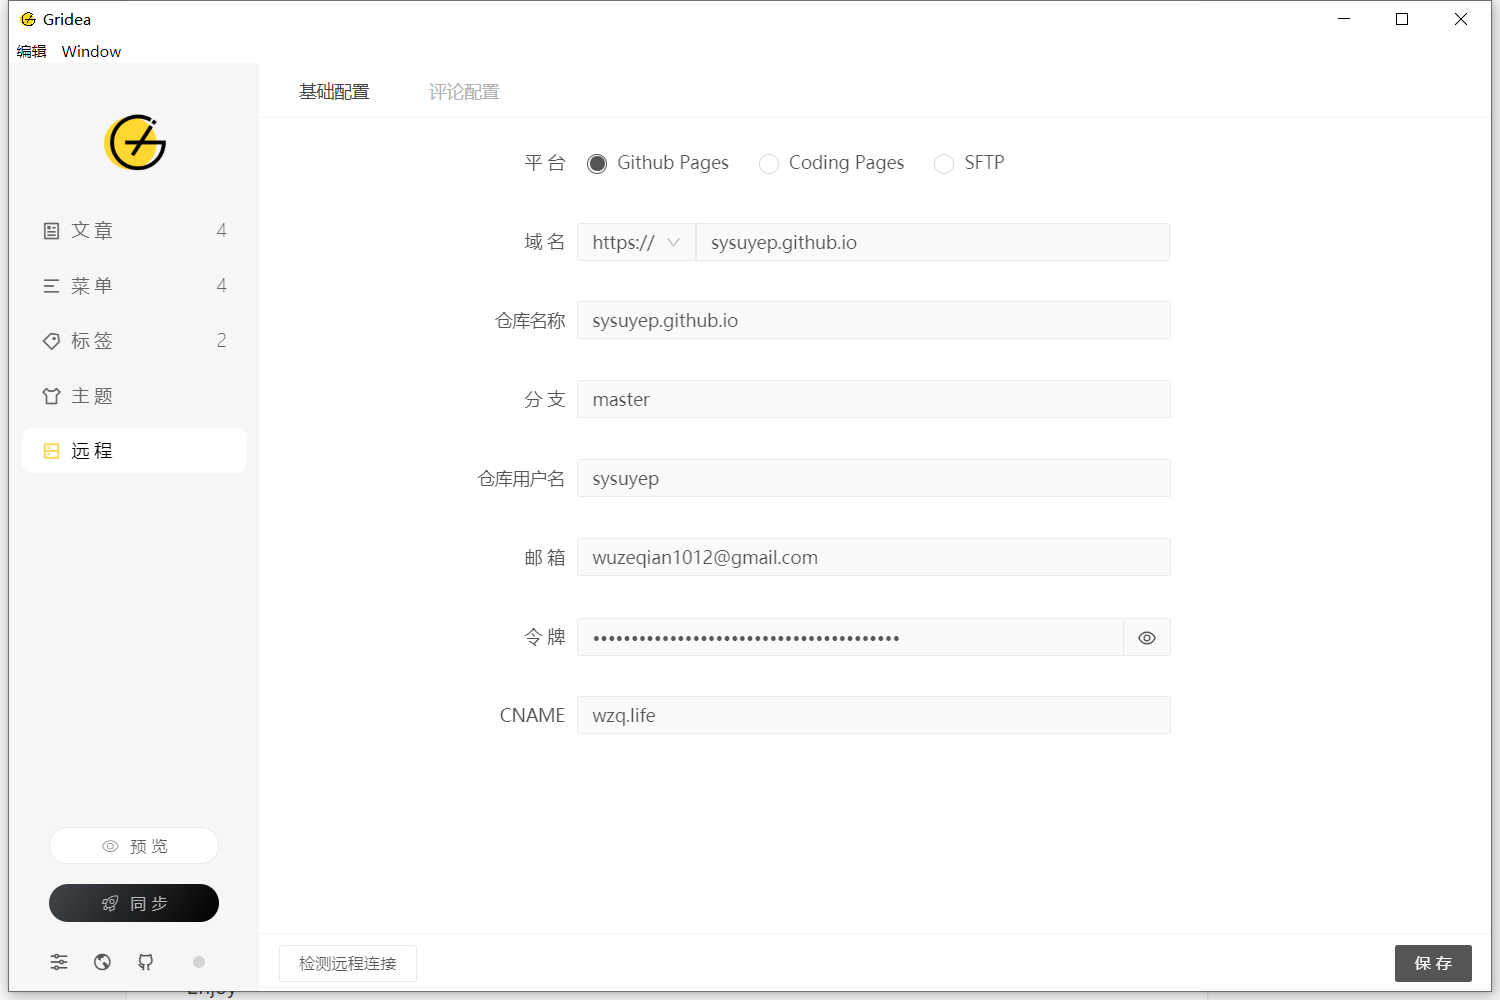 Gridea
编辑 Window
基础配置 评论配置
平台 Github Pages Coding Pages SFTP
文章 4
域名 https:// sysuyep.github.io
菜单 4
仓库名称 sysuyep.github.io
标签 2
主题
分支 master
远程
仓库用户名 sysuyep
邮箱 wuzeqian1012@gmail.com
令牌 ••••••••••••••••••••••••••••••••••••••••
CNAME wzq.life
预览
同步
检测远程连接 保存
Enjoy